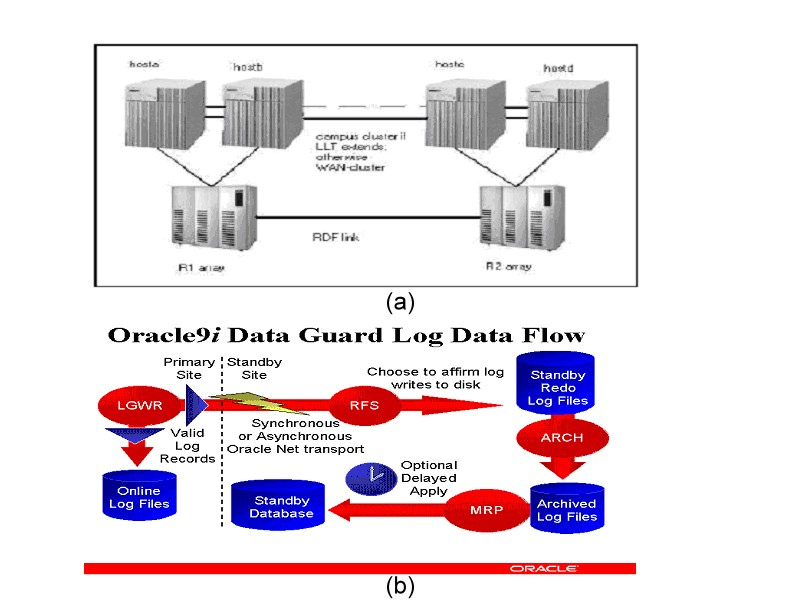 hosta
hostb
hostc
hostd
campus cluster if
LLT extends;
otherwise
WAN-cluster
RDF link
R1 array
R2 array
(a)
Oracle9i Data Guard Log Data Flow
Primary
Site
Standby
Site
Choose to affirm log
writes to disk
Standby
Redo
Log Files
LGWR
RFS
Synchronous
or Asynchronous
Oracle Net transport
Valid
Log
Records
ARCH
Online
Log Files
Optional
Delayed
Apply
Standby
Database
MRP
Archived
Log Files
ORACLE
(b)